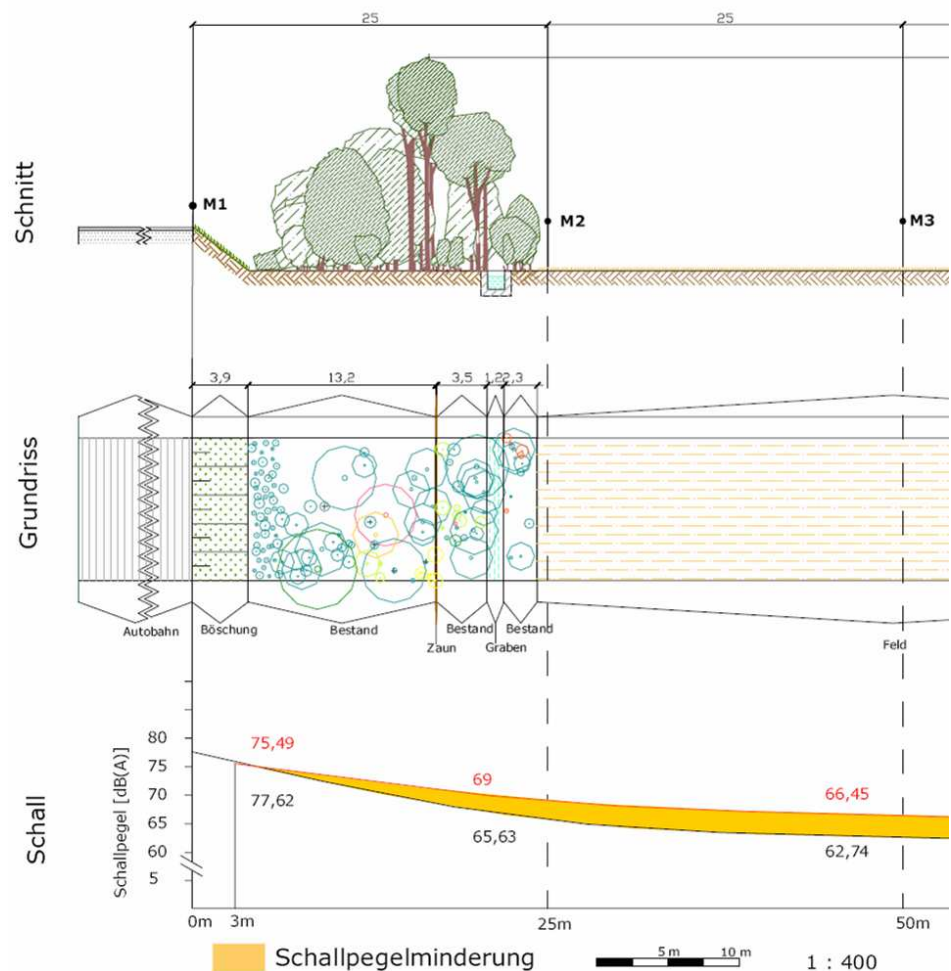 25 25
Schnitt
M1
M2
M3
Grundriss
3,9 13,2 3,5 1,2 2,3
Autobahn Böschung Bestand Bestand Bestand
Zaun Graben Feld
Schall
Schallpegel [dB(A)]
80
75
70
65
60
5
75,49 69 66,45
77,62 65,63 62,74
0m 3m 25m 50m
Schallpegelminderung 5 m 10 m 1 : 400